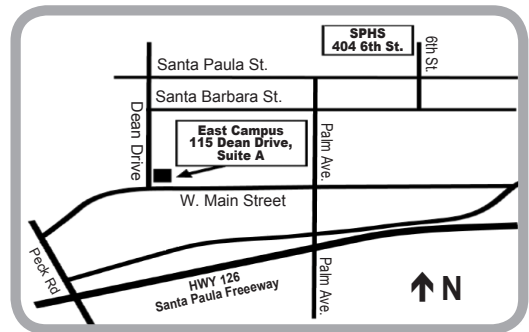 SPHS
404 6th St.
6th St.
Santa Paula St.
Santa Barbara St.
Dean Drive
East Campus
115 Dean Drive,
Suite A
Palm Ave.
W. Main Street
Peck Rd
HWY 126
Santa Paula Freeway
Palm Ave.
N